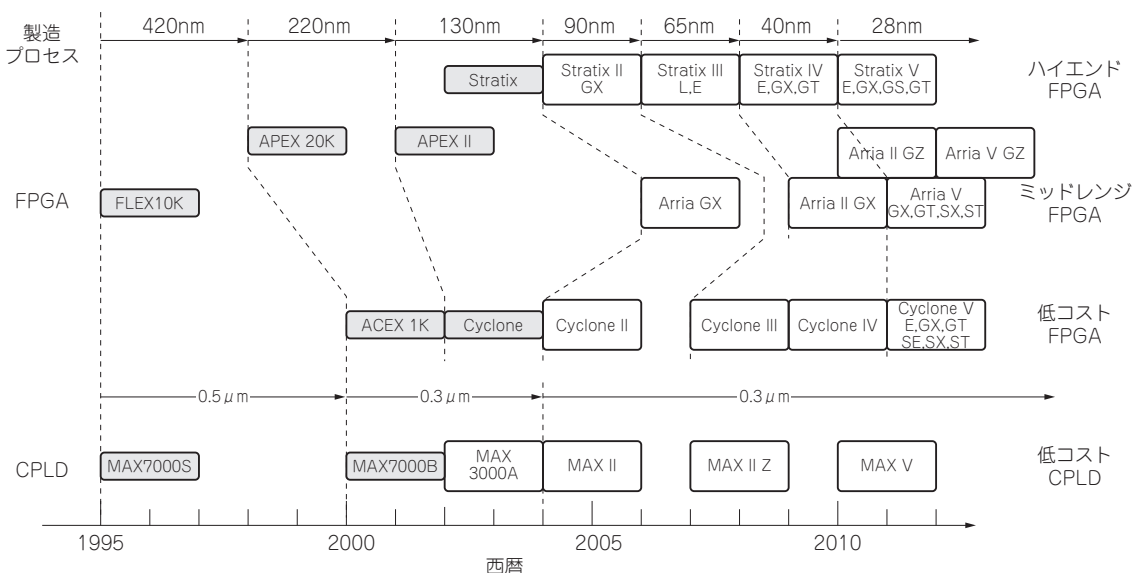 製造
プロセス
420nm
220nm
130nm
90nm
65nm
40nm
28nm
Stratix
Stratix II
GX
Stratix III
L,E
Stratix IV
E,GX,GT
Stratix V
E,GX,GS,GT
ハイエンド
FPGA
APEX 20K
APEX II
Arria II GZ
Arria V GZ
FPGA
FLEX10K
Arria GX
Arria II GX
Arria V
GX,GT,SX,ST
ミッドレンジ
FPGA
ACEX 1K
Cyclone
Cyclone II
Cyclone III
Cyclone IV
Cyclone V
E,GX,GT
SE,SX,ST
低コスト
FPGA
0.5μm
0.3μm
0.3μm
CPLD
MAX7000S
MAX7000B
MAX
3000A
MAX II
MAX II Z
MAX V
低コスト
CPLD
1995
2000
2005
2010
西暦